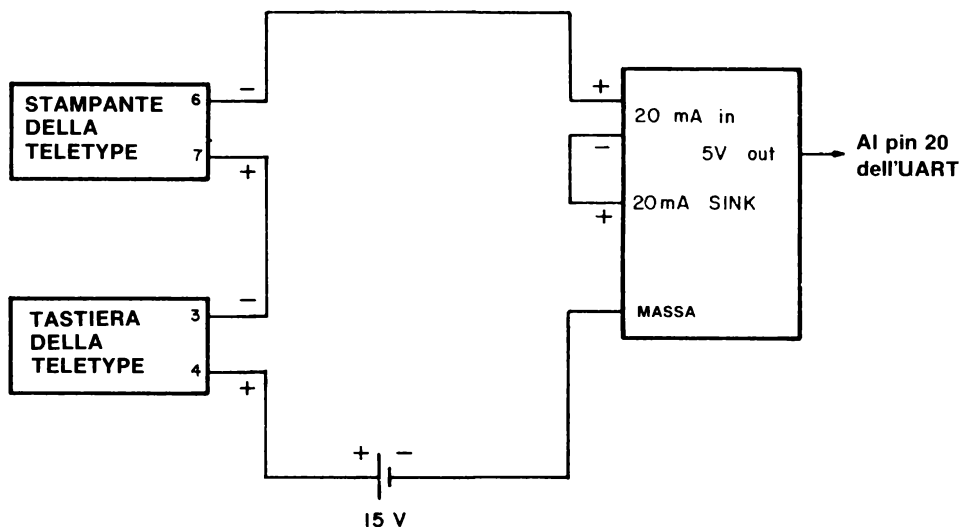 STAMPANTE
DELLA
TELETYPE
6
7
−
+
+
20 mA in
−
5V out
20mA SINK
+
MASSA
Al pin 20
dell'UART
TASTIERA
DELLA
TELETYPE
3
4
−
+
+ −
15 V